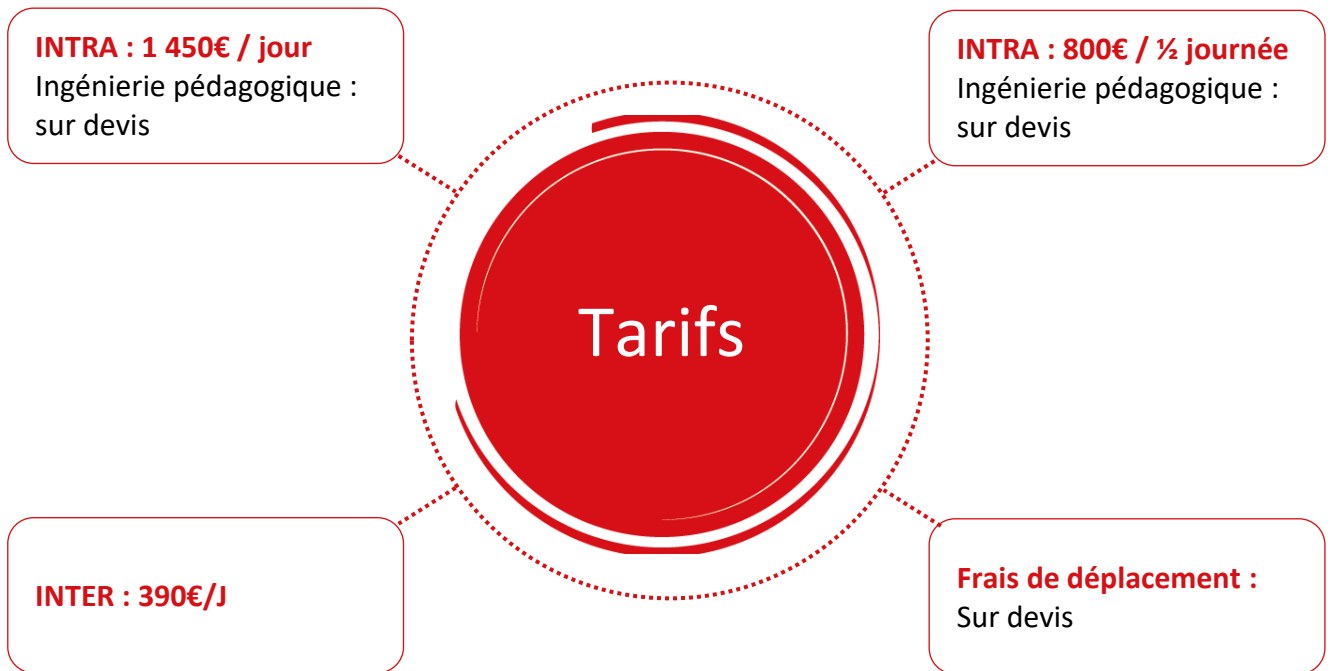 INTRA : 1 450€ / jour
Ingénierie pédagogique :
sur devis
INTRA : 800€ / ½ journée
Ingénierie pédagogique :
sur devis
Tarifs
INTER : 390€/J
Frais de déplacement :
Sur devis